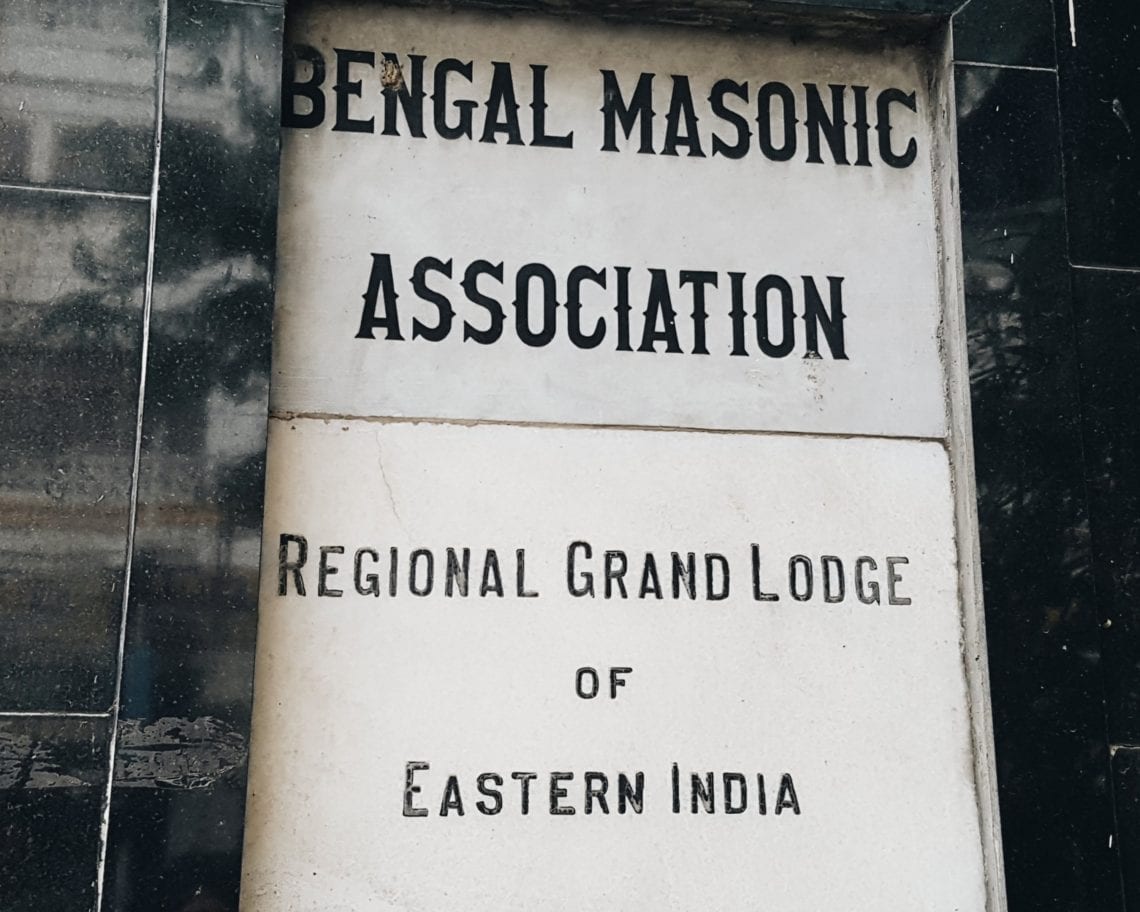 BENGAL MASONIC
ASSOCIATION
REGIONAL GRAND LODGE
OF
EASTERN INDIA